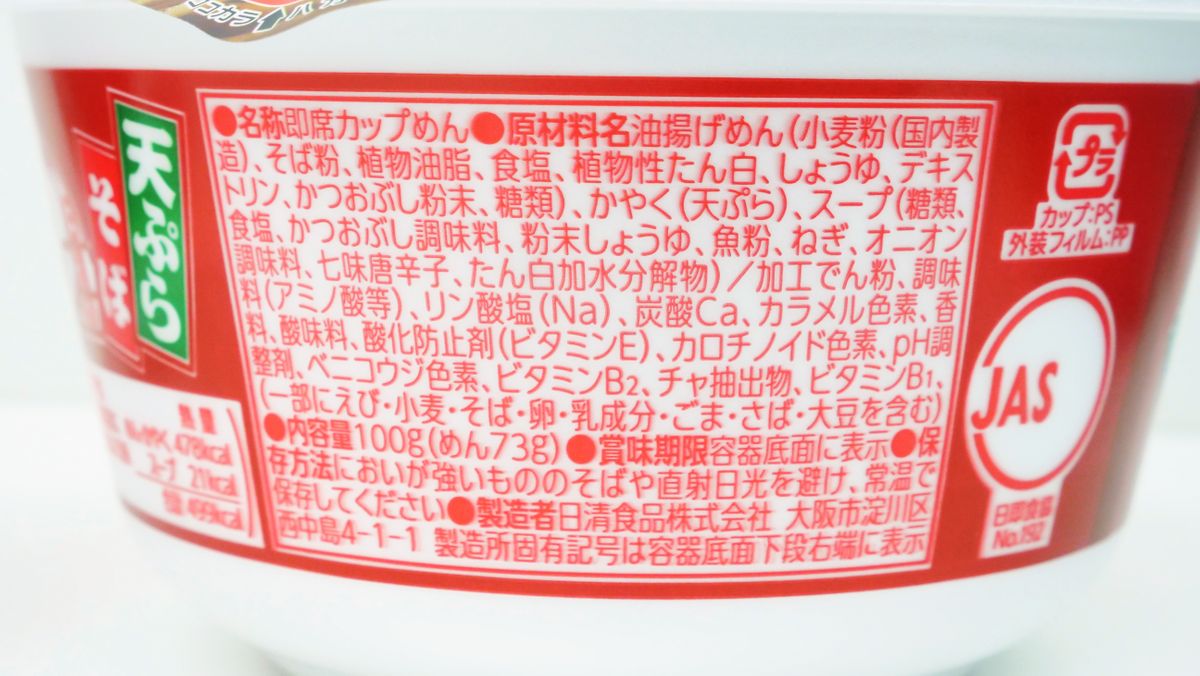 天ぷら
そば
●名称即席カップめん●原材料名油揚げめん(小麦粉(国内製
造)、そば粉、植物油脂、食塩、植物性たん白、しょうゆ、デキス
トリン、かつおぶし粉末、糖類)、かやく(天ぷら)、スープ(糖類、
食塩、かつおぶし調味料、粉末しょうゆ、魚粉、ねぎ、オニオン
調味料、七味唐辛子、たん白加水分解物)/加工でん粉、調味
料(アミノ酸等)、リン酸塩(Na)、炭酸Ca、カラメル色素、香
料、酸味料、酸化防止剤(ビタミンE)、カロチノイド色素、pH調
整剤、ベニコウジ色素、ビタミンB2、チャ抽出物、ビタミンB1、
(一部にえび・小麦・そば・卵・乳成分・ごま・さば・大豆を含む)
●内容量100g(めん73g)●賞味期限容器底面に表示●保
存方法においが強いもののそばや直射日光を避け、常温で
保存してください●製造者日清食品株式会社 大阪市淀川区
西中島4-1-1 製造所固有記号は容器底面下段右端に表示
熱量
478kcal
スープ 21kcal
499kcal
プラ
カップ:PS
外装フィルム:PP
JAS
No.192